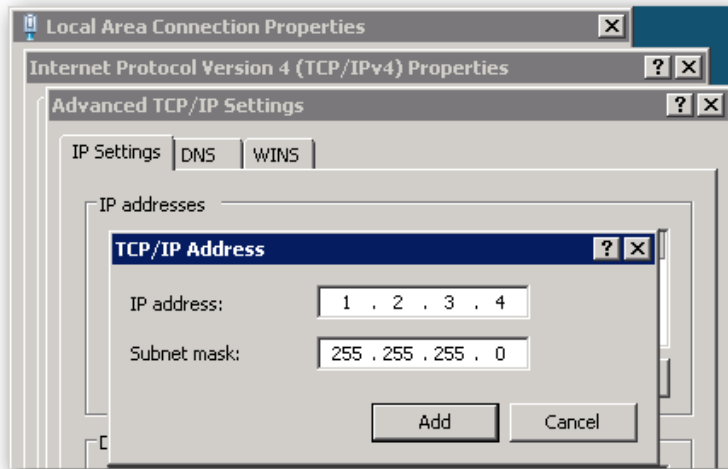 Local Area Connection Properties
Internet Protocol Version 4 (TCP/IPv4) Properties
Advanced TCP/IP Settings
IP Settings DNS WINS
IP addresses
TCP/IP Address
IP address: 1 . 2 . 3 . 4
Subnet mask: 255 . 255 . 255 . 0
Add Cancel